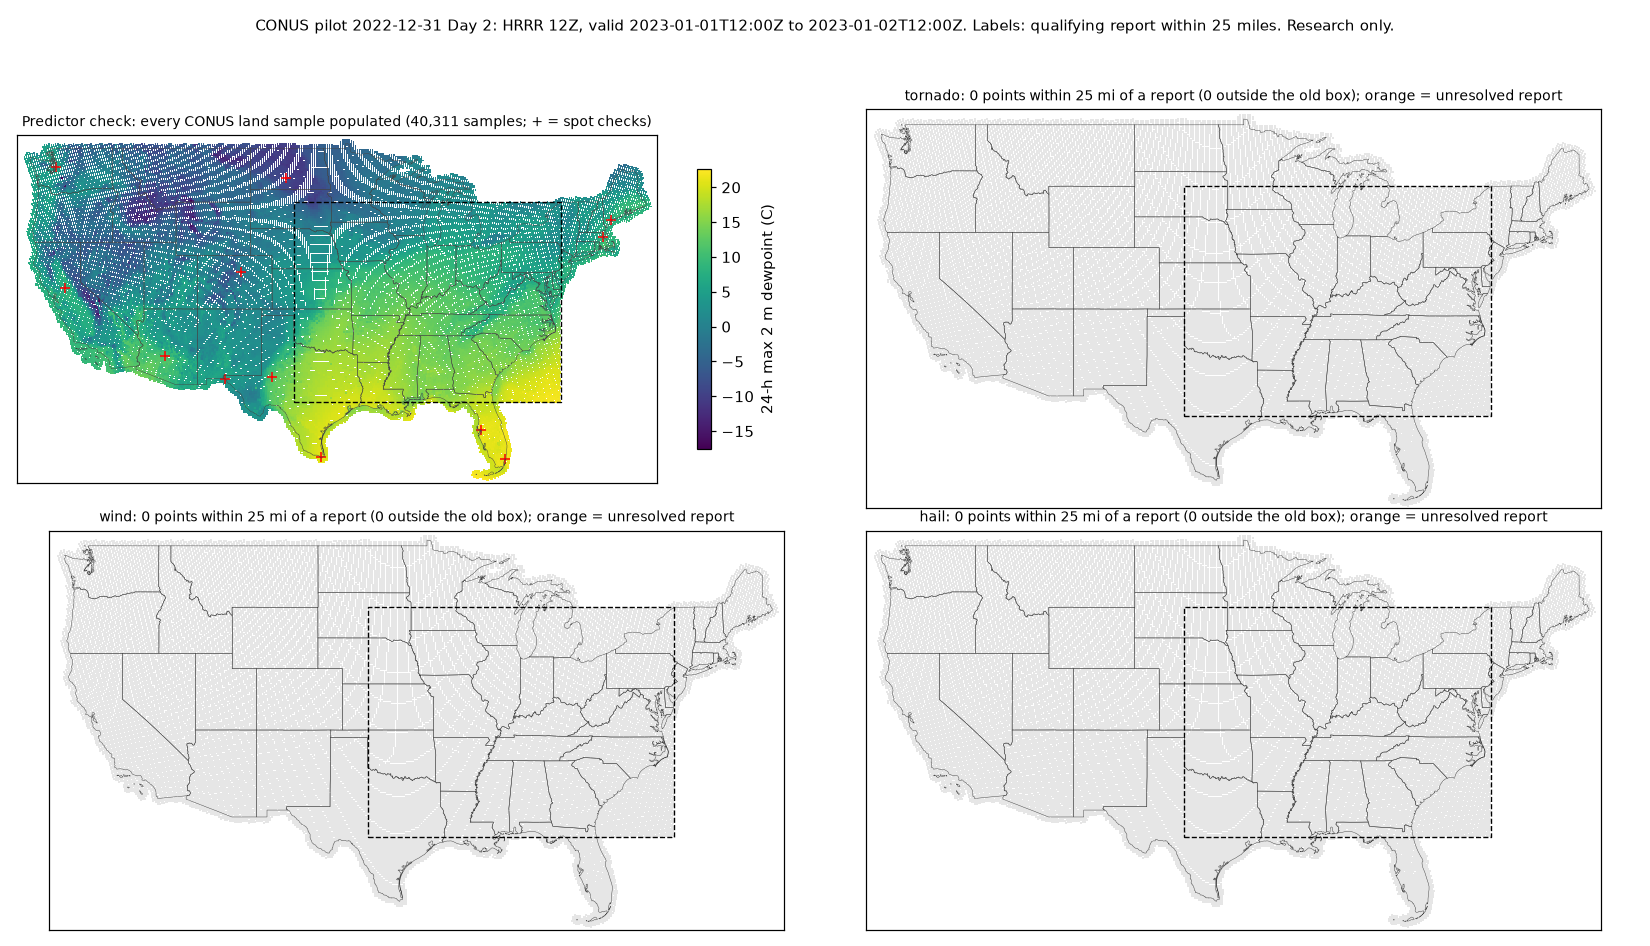 CONUS pilot 2022-12-31 Day 2: HRRR 12Z, valid 2023-01-01T12:00Z to 2023-01-02T12:00Z. Labels: qualifying report within 25 miles. Research only.
Predictor check: every CONUS land sample populated (40,311 samples; + = spot checks)
20
15
10
5
0
−5
−10
−15
24-h max 2 m dewpoint (C)
tornado: 0 points within 25 mi of a report (0 outside the old box); orange = unresolved report
wind: 0 points within 25 mi of a report (0 outside the old box); orange = unresolved report
hail: 0 points within 25 mi of a report (0 outside the old box); orange = unresolved report